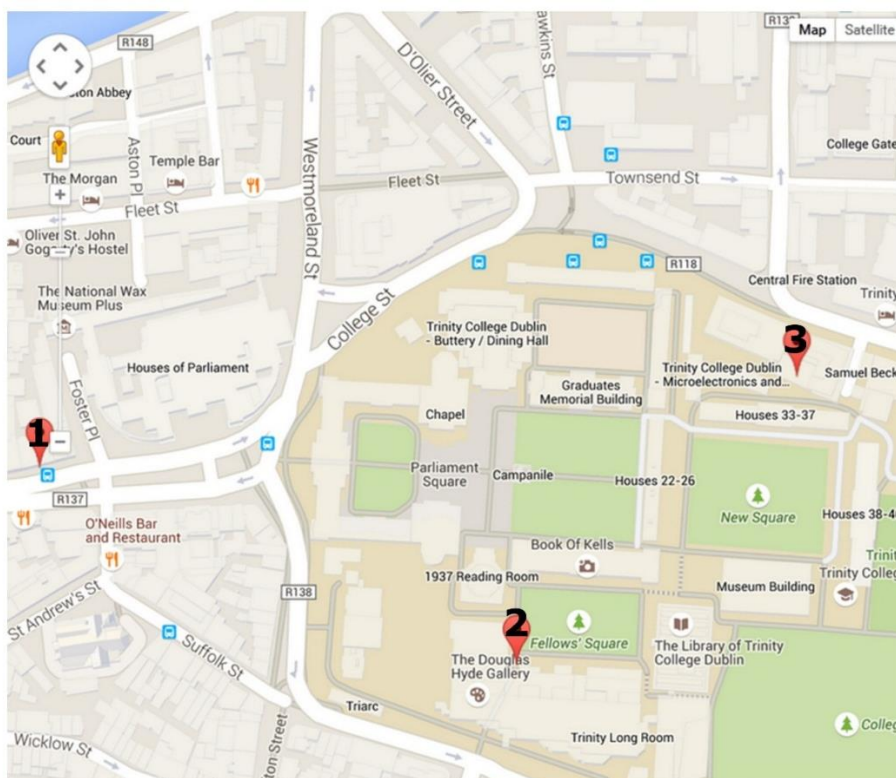 R148
Map
Satellite
D'Olier Street
R13
ston Abbey
Court
Aston Pl
Temple Bar
College Gate
The Morgan
Westmoreland St
Fleet St
Townsend St
Fleet St
Oliver St. John
Gogarty's Hostel
R118
Central Fire Station
The National Wax
Museum Plus
College St
Trinity
Trinity College Dublin
- Buttery / Dining Hall
3
Houses of Parliament
Trinity College Dublin
- Microelectronics and...
Samuel Beck
Graduates
Memorial Building
Foster Pl
Chapel
Houses 33-37
1
Parliament
Square
Campanile
Houses 22-26
R137
New Square
Houses 38-4
O'Neills Bar
and Restaurant
Book Of Kells
Trinit
Trinity Colleg
1937 Reading Room
Museum Building
R138
St Andrew's St
2
Fellows' Square
The Library of Trinity
College Dublin
Suffolk St
The Douglas
Hyde Gallery
Triarc
ton Street
Colleg
Wicklow St
Trinity Long Room